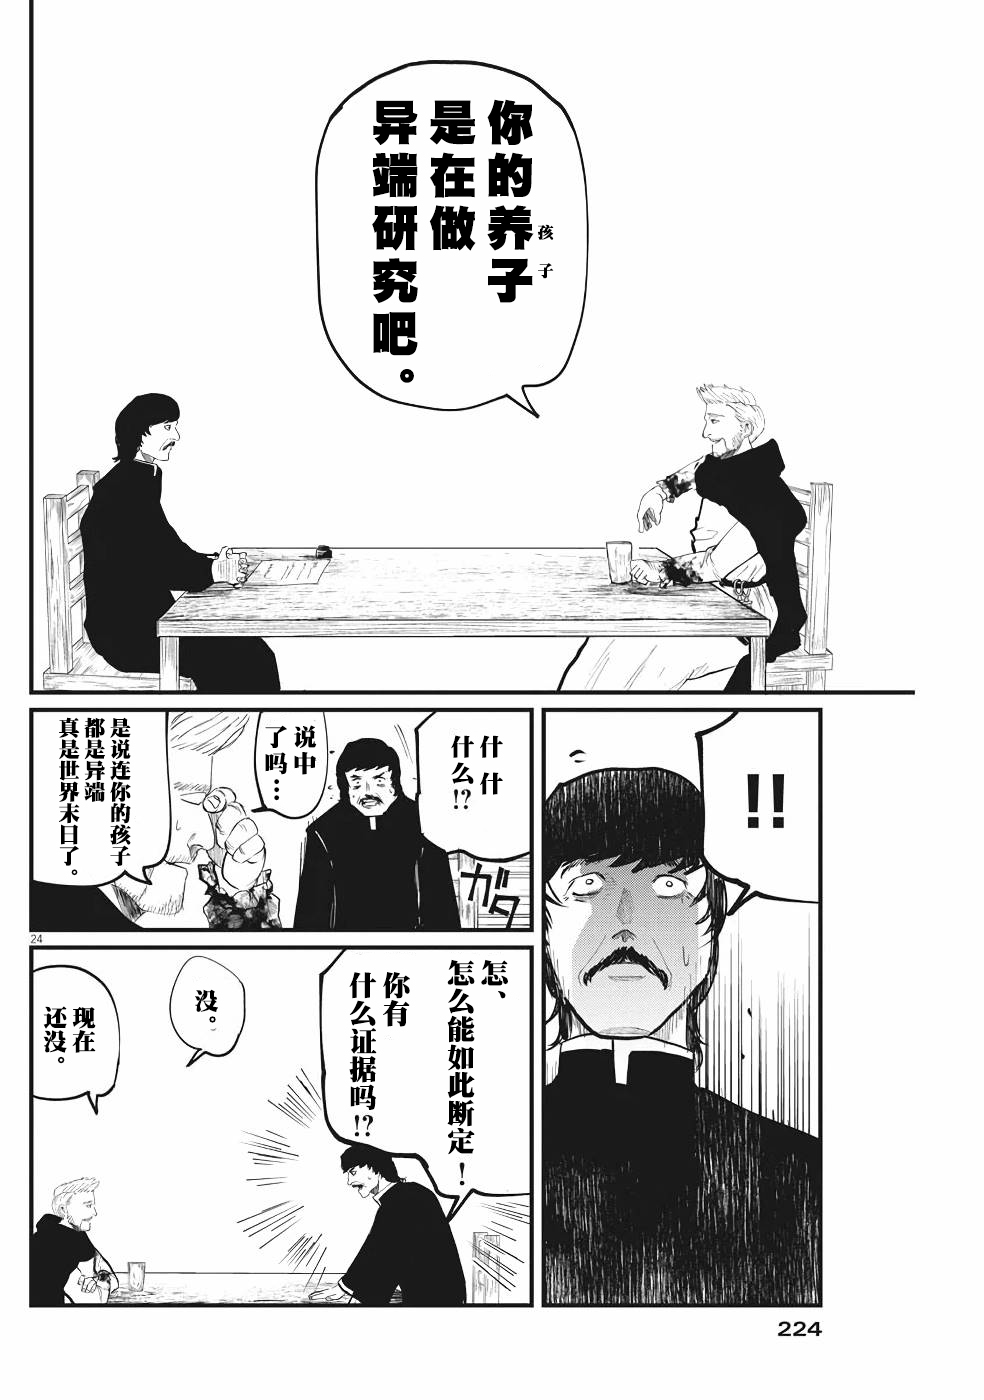 你的养子
孩子
是在做
异端研究吧。
!!
什什
什么!?
ガタ
说中
了吗…
是说连你的孩子
都是异端
真是世界末日了。
24
怎、
怎么能如此断定！
你有
什么证据吗!?
没。
现在
还没。
224